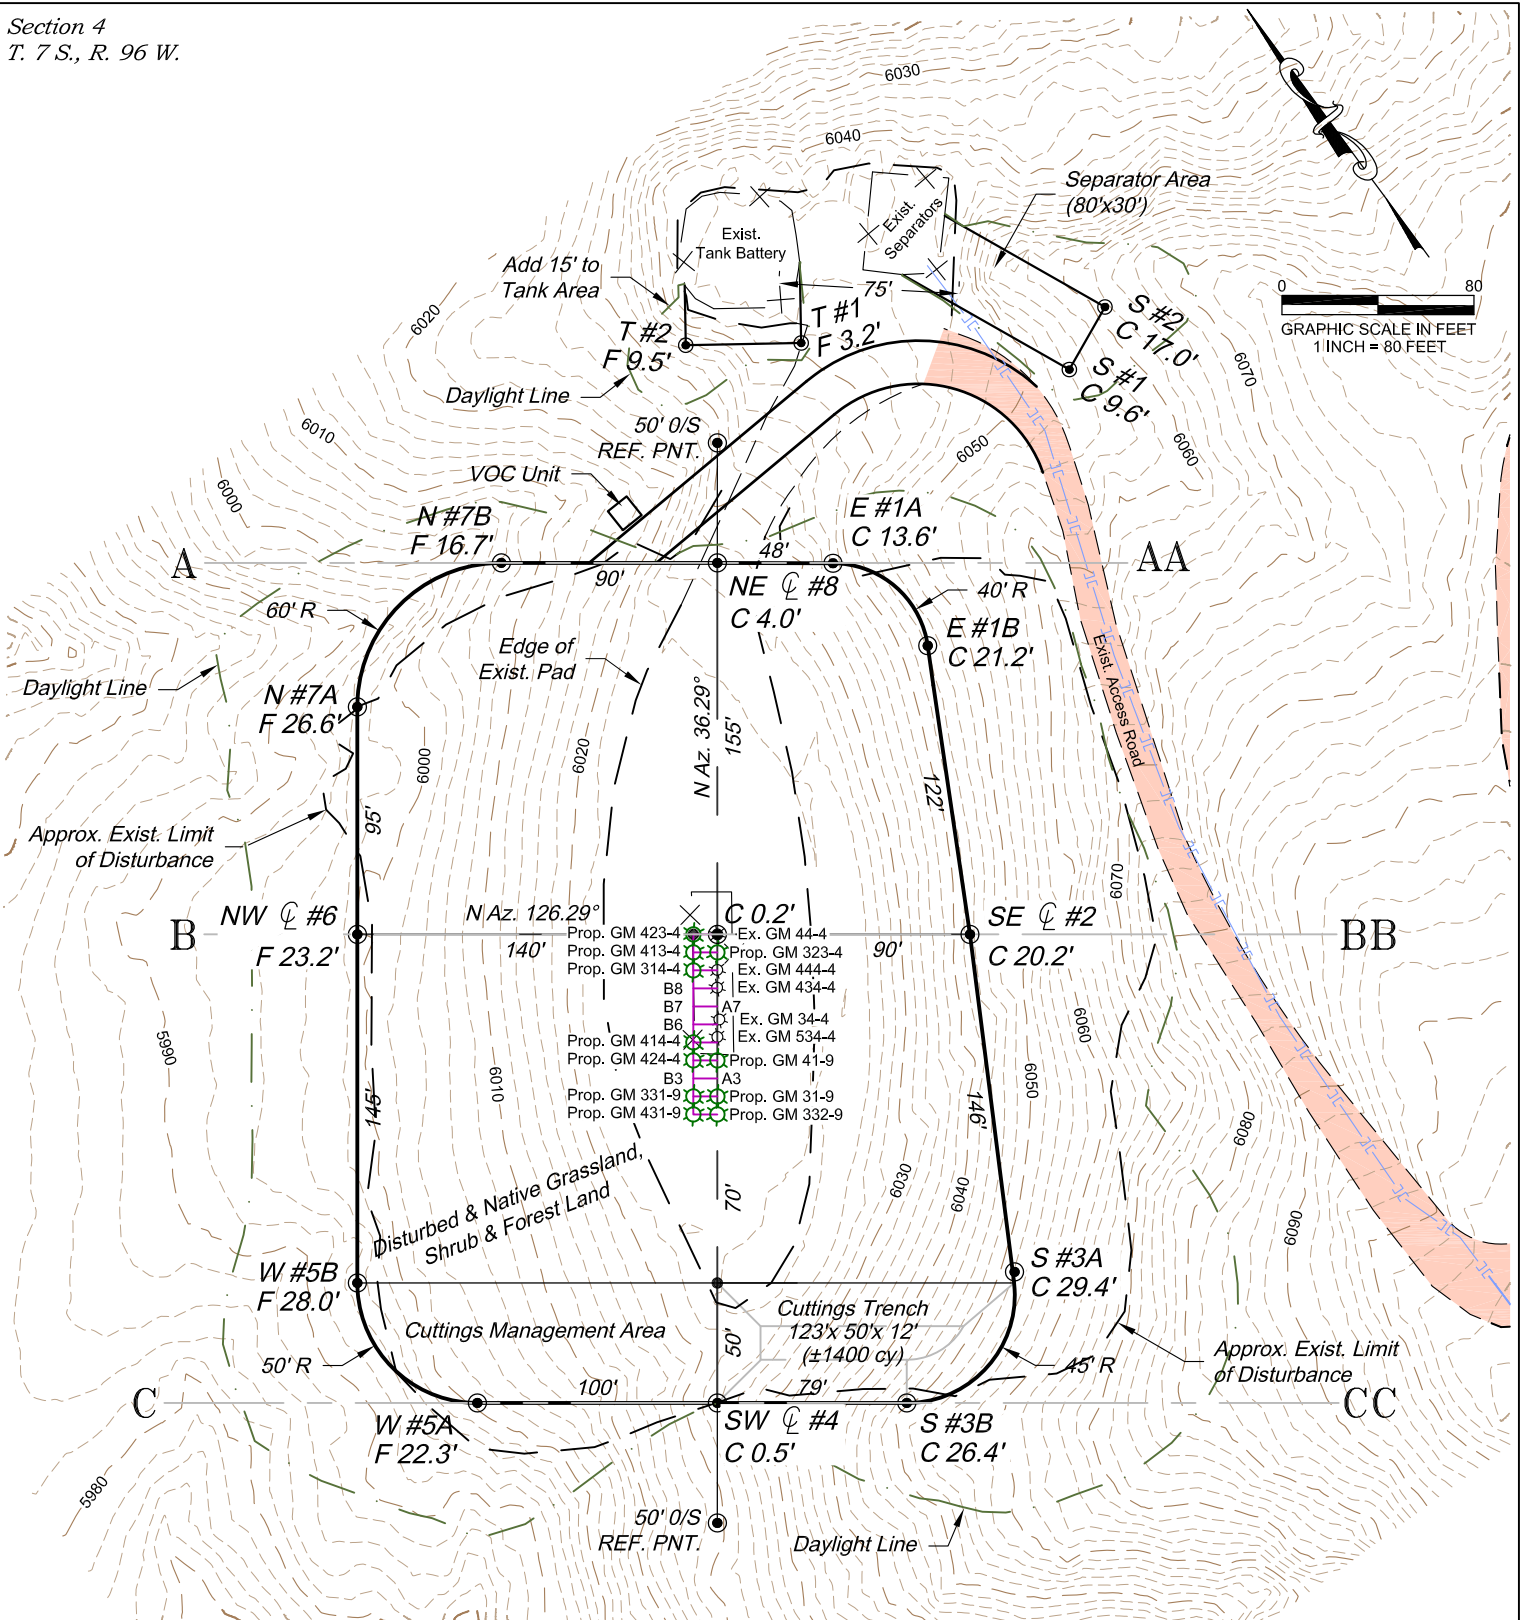 Section 4
T. 7 S., R. 96 W.
6030
6040
Separator Area
(80'x30')
Exist.
Separators
Exist.
Tank Battery
Add 15' to
Tank Area
75'
0 80
GRAPHIC SCALE IN FEET
1 INCH = 80 FEET
6020
T #1
F 3.2'
T #2
F 9.5'
S #2
C 17.0'
S #1
C 9.6'
6070
Daylight Line
50' 0/S
REF. PNT.
6010
6050
6060
VOC Unit
6000
N #7B
F 16.7'
E #1A
C 13.6'
48'
A
AA
90'
NE ℄ #8
C 4.0'
40' R
60' R
E #1B
C 21.2'
Edge of
Exist. Pad
Exist. Access Road
Daylight Line
N #7A
F 26.6'
N Az. 36.29°
155'
6000
6020
122'
95'
Approx. Exist. Limit
of Disturbance
6070
NW ℄ #6
F 23.2'
N Az. 126.29°
140'
C 0.2'
SE ℄ #2
C 20.2'
90'
B
BB
Prop. GM 423-4
Ex. GM 44-4
Prop. GM 413-4
Prop. GM 323-4
Prop. GM 314-4
Ex. GM 444-4
B8
Ex. GM 434-4
B7
A7
B6
Ex. GM 34-4
Prop. GM 414-4
Ex. GM 534-4
Prop. GM 424-4
Prop. GM 41-9
B3
A3
Prop. GM 331-9
Prop. GM 31-9
Prop. GM 431-9
Prop. GM 332-9
5990
6010
6060
6050
6080
145'
146'
Disturbed & Native Grassland,
Shrub & Forest Land
70'
6030
6040
6090
W #5B
F 28.0'
S #3A
C 29.4'
Cuttings Management Area
Cuttings Trench
123'x 50'x 12'
(±1400 cy)
50'
50' R
45' R
Approx. Exist. Limit
of Disturbance
100'
79'
C
CC
W #5A
F 22.3'
SW ℄ #4
C 0.5'
S #3B
C 26.4'
5980
50' 0/S
REF. PNT.
Daylight Line